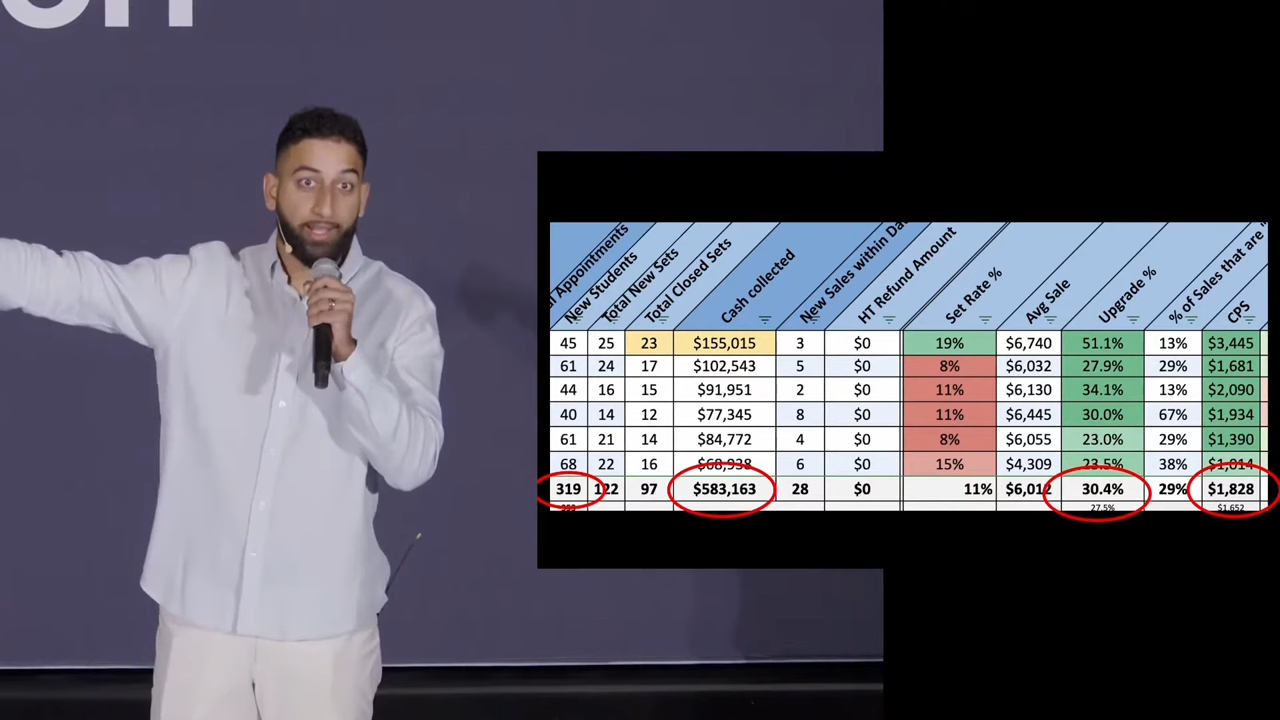 Appointments
New Students
Total New Sets
Total Closed Sets
Cash collected
New Sales within Da
HT Refund Amount
Set Rate %
Avg Sale
Upgrade %
% of Sales that are
CPS
45 25 23 $155,015 3 $0 19% $6,740 51.1% 13% $3,445
61 24 17 $102,543 5 $0 8% $6,032 27.9% 29% $1,681
44 16 15 $91,951 2 $0 11% $6,130 34.1% 13% $2,090
40 14 12 $77,345 8 $0 11% $6,445 30.0% 67% $1,934
61 21 14 $84,772 4 $0 8% $6,055 23.0% 29% $1,390
68 22 16 $68,938 6 $0 15% $4,309 23.5% 38% $1,014
319 122 97 $583,163 28 $0 11% $6,012 30.4% 29% $1,828
27.5% $1,652